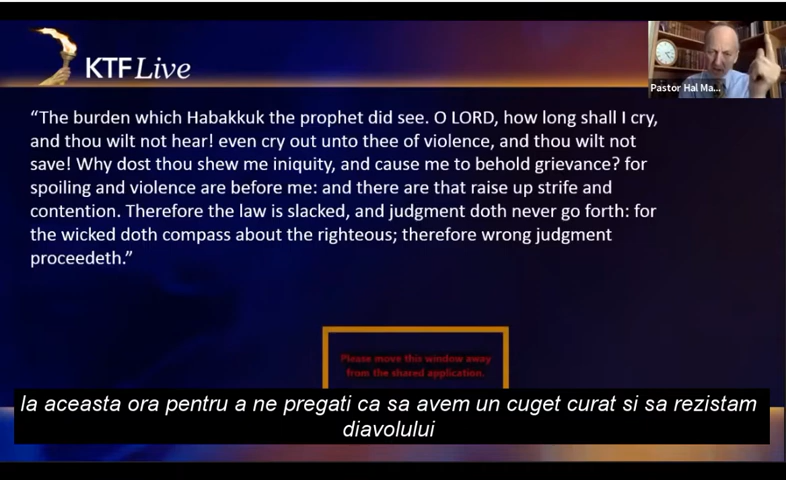 KTF Live
Pastor Hal Ma...
“The burden which Habakkuk the prophet did see. O LORD, how long shall I cry,
and thou wilt not hear! even cry out unto thee of violence, and thou wilt not
save! Why dost thou shew me iniquity, and cause me to behold grievance? for
spoiling and violence are before me: and there are that raise up strife and
contention. Therefore the law is slacked, and judgment doth never go forth: for
the wicked doth compass about the righteous; therefore wrong judgment
proceedeth.”
Please move this window away
from the shared application.
la aceasta ora pentru a ne pregati ca sa avem un cuget curat si sa rezistam
diavolului